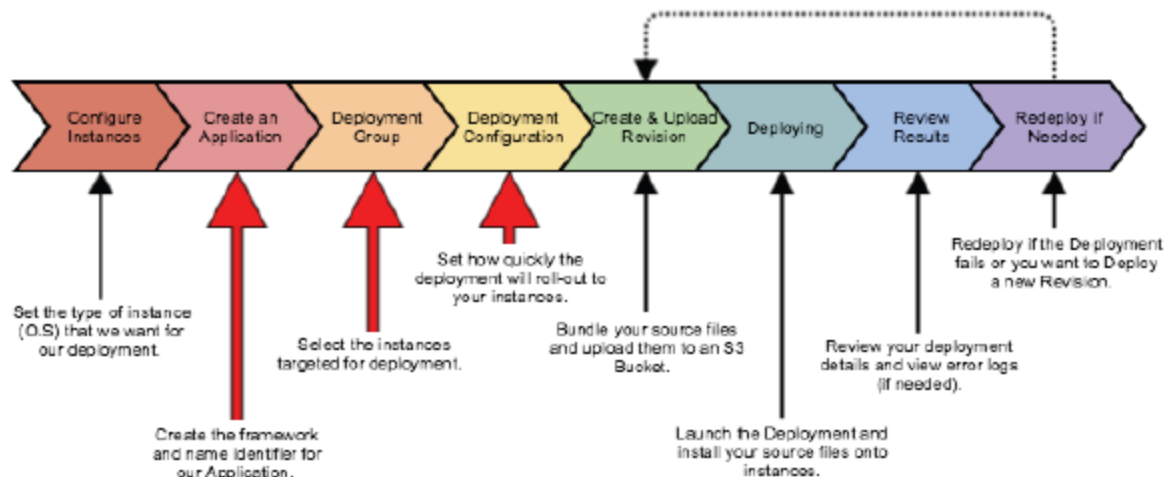 Configure
Instances
Create an
Application
Deployment
Group
Deployment
Configuration
Create & Upload
Revision
Deploying
Review
Results
Redeploy if
Needed
Set the type of instance
(O.S) that we want for
our deployment.
Create the framework
and name identifier for
our Application.
Select the instances
targeted for deployment.
Set how quickly the
deployment will roll-out to
your instances.
Bundle your source files
and upload them to an S3
Bucket.
Launch the Deployment and
install your source files onto
instances.
Review your deployment
details and view error logs
(if needed).
Redeploy if the Deployment
fails or you want to Deploy
a new Revision.